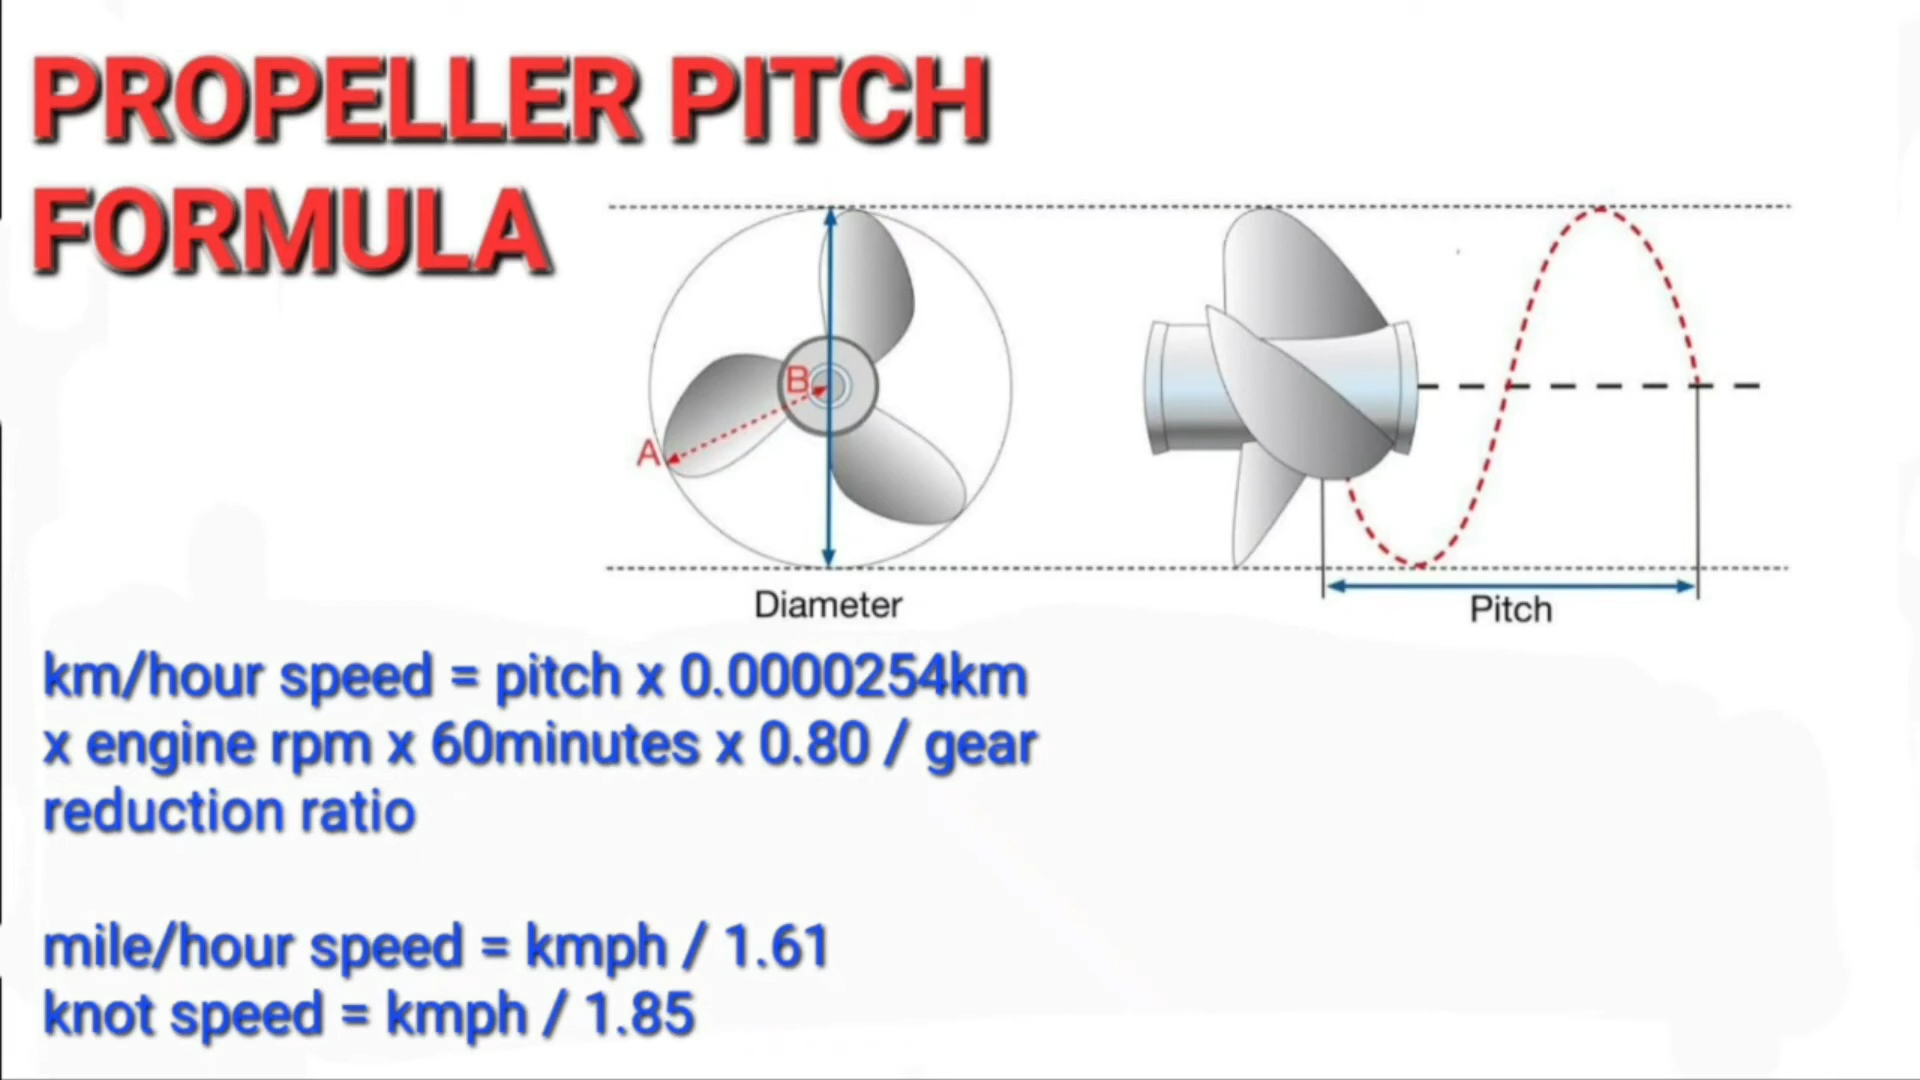 PROPELLER PITCH
FORMULA
B
A
Diameter
Pitch
km/hour speed = pitch x 0.0000254km
x engine rpm x 60minutes x 0.80 / gear
reduction ratio
mile/hour speed = kmph / 1.61
knot speed = kmph / 1.85